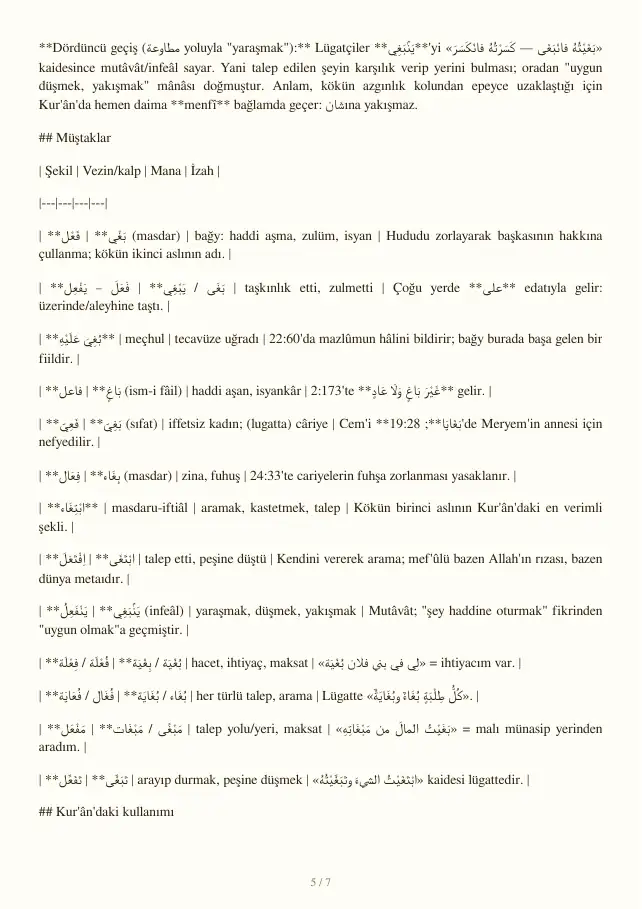 **Dördüncü geçiş (مطاوعة yoluyla "yaraşmak"):** Lügatçiler **يَنْبَغِي**'yi «بَغَيْتُهُ فانْبَغى — كَسَرْتُهُ فانْكَسَرَ»
kaidesince mutâvât/infeâl sayar. Yani talep edilen şeyin karşılık verip yerini bulması; oradan "uygun
düşmek, yakışmak" mânâsı doğmuştur. Anlam, kökün azgınlık kolundan epeyce uzaklaştığı için
Kur'ân'da hemen daima **menfî** bağlamda geçer: شانına yakışmaz.
## Müştaklar
| Şekil | Vezin/kalp | Mana | İzah |
|---|---|---|---|
| **بَغْي** | فَعْل (masdar) | bağy: haddi aşma, zulüm, isyan | Hududu zorlayarak başkasının hakkına
çullanma; kökün ikinci aslının adı. |
| **بَغَى / يَبْغِي** | فَعَلَ – يَفْعِل | taşkınlık etti, zulmetti | Çoğu yerde **على** edatıyla gelir:
üzerinde/aleyhine taştı. |
| **بُغِيَ عَلَيْهِ** | meçhul | tecavüze uğradı | 22:60'da mazlûmun hâlini bildirir; bağy burada başa gelen bir
fiildir. |
| **بَاغٍ** | فاعل (ism-i fâil) | haddi aşan, isyankâr | 2:173'te **غَيْرَ بَاغٍ وَلَا عَادٍ** gelir. |
| **بَغِيّ** | فَعِيّ (sıfat) | iffetsiz kadın; (lugatta) câriye | Cem'i **بَغَايَا**; 19:28'de Meryem'in annesi için
nefyedilir. |
| **بِغَاء** | فِعَال (masdar) | zina, fuhuş | 24:33'te cariyelerin fuhşa zorlanması yasaklanır. |
| **ابْتِغَاء** | masdaru-iftiâl | aramak, kastetmek, talep | Kökün birinci aslının Kur'ân'daki en verimli
şekli. |
| **ابْتَغَى** | اِفْتَعَلَ | talep etti, peşine düştü | Kendini vererek arama; mef'ûlü bazen Allah'ın rızası, bazen
dünya metaıdır. |
| **يَنْبَغِي** | يَنْفَعِلُ (infeâl) | yaraşmak, düşmek, yakışmak | Mutâvât; "şey haddine oturmak" fikrinden
"uygun olmak"a geçmiştir. |
| **بُغْيَة / بِغْيَة** | فُعْلَة / فِعْلَة | hacet, ihtiyaç, maksat | «لِي في بني فلان بُغْيَة» = ihtiyacım var. |
| **بُغَاء / بُغَايَة** | فُعَال / فُعَايَة | her türlü talep, arama | Lügatte «كُلُّ طِلْبَةٍ بُغَاءٌ وبُغَايَةٌ». |
| **مَبْغًى / مَبْغَات** | مَفْعَل | talep yolu/yeri, maksat | «بَغَيْتُ المالَ من مَبْغَاتِهِ» = malı münasip yerinden
aradım. |
| **تَبَغَّى** | تفعّل | arayıp durmak, peşine düşmek | «ابْتَغَيْتُ الشيءَ وتبَغَّيْتُهُ» kaidesi lügattedir. |
## Kur'ân'daki kullanımı
5 / 7